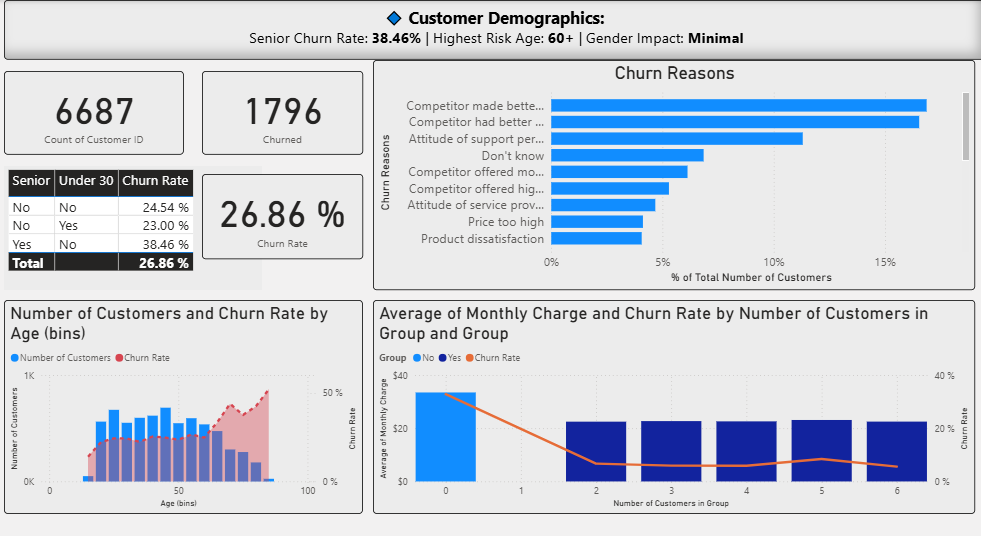 Customer Demographics:
Senior Churn Rate: 38.46% | Highest Risk Age: 60+ | Gender Impact: Minimal
6687
Count of Customer ID
1796
Churned
Senior Under 30 Churn Rate
No No 24.54 %
No Yes 23.00 %
Yes No 38.46 %
Total 26.86 %
26.86 %
Churn Rate
Churn Reasons
Churn Reasons
Competitor made bette...
Competitor had better ...
Attitude of support per...
Don't know
Competitor offered mo...
Competitor offered hig...
Attitude of service prov...
Price too high
Product dissatisfaction
0% 5% 10% 15%
% of Total Number of Customers
Number of Customers and Churn Rate by
Age (bins)
Number of Customers Churn Rate
Number of Customers
1K
0K
50 %
0 %
Churn Rate
0 50 100
Age (bins)
Average of Monthly Charge and Churn Rate by Number of Customers in
Group and Group
Group No Yes Churn Rate
Average of Monthly Charge
$40
$20
$0
40 %
20 %
0 %
Churn Rate
0 1 2 3 4 5 6
Number of Customers in Group